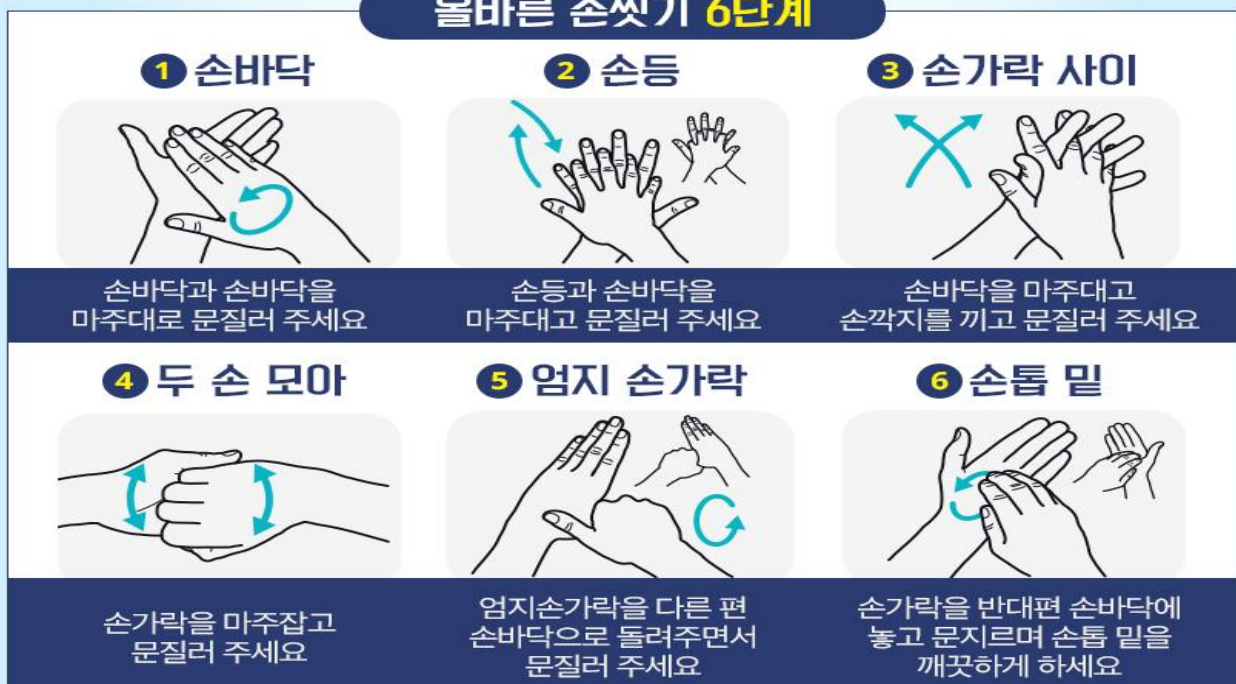 올바른 손씻기 6단계
1 손바닥
손바닥과 손바닥을
마주대로 문질러 주세요
2 손등
손등과 손바닥을
마주대고 문질러 주세요
3 손가락 사이
손바닥을 마주대고
손깍지를 끼고 문질러 주세요
4 두 손 모아
손가락을 마주잡고
문질러 주세요
5 엄지 손가락
엄지손가락을 다른 편
손바닥으로 돌려주면서
문질러 주세요
6 손톱 밑
손가락을 반대편 손바닥에
놓고 문지르며 손톱 밑을
깨끗하게 하세요